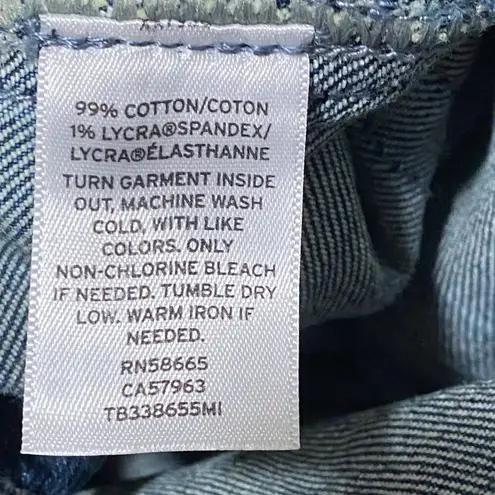 99% COTTON/COTON
1% LYCRA®SPANDEX/
LYCRA®ÉLASTHANNE
TURN GARMENT INSIDE
OUT, MACHINE WASH
COLD, WITH LIKE
COLORS. ONLY
NON-CHLORINE BLEACH
IF NEEDED. TUMBLE DRY
LOW. WARM IRON IF
NEEDED.
RN58665
CA57963
TB338655MI